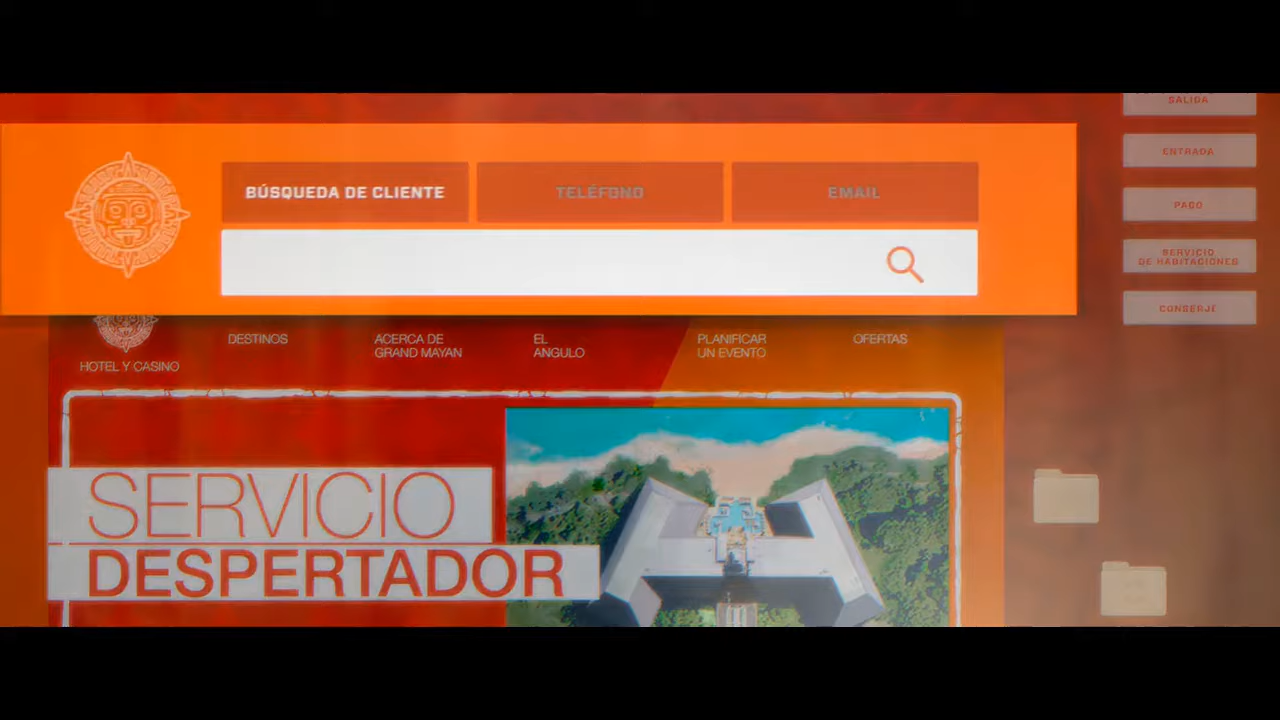 SALIDA
BÚSQUEDA DE CLIENTE
TELÉFONO
EMAIL
ENTRADA
PAGO
SERVICIO
DE HABITACIONES
CONSERJE
HOTEL Y CASINO
DESTINOS
ACERCA DE
GRAND MAYAN
EL
ANGULO
PLANIFICAR
UN EVENTO
OFERTAS
SERVICIO
DESPERTADOR